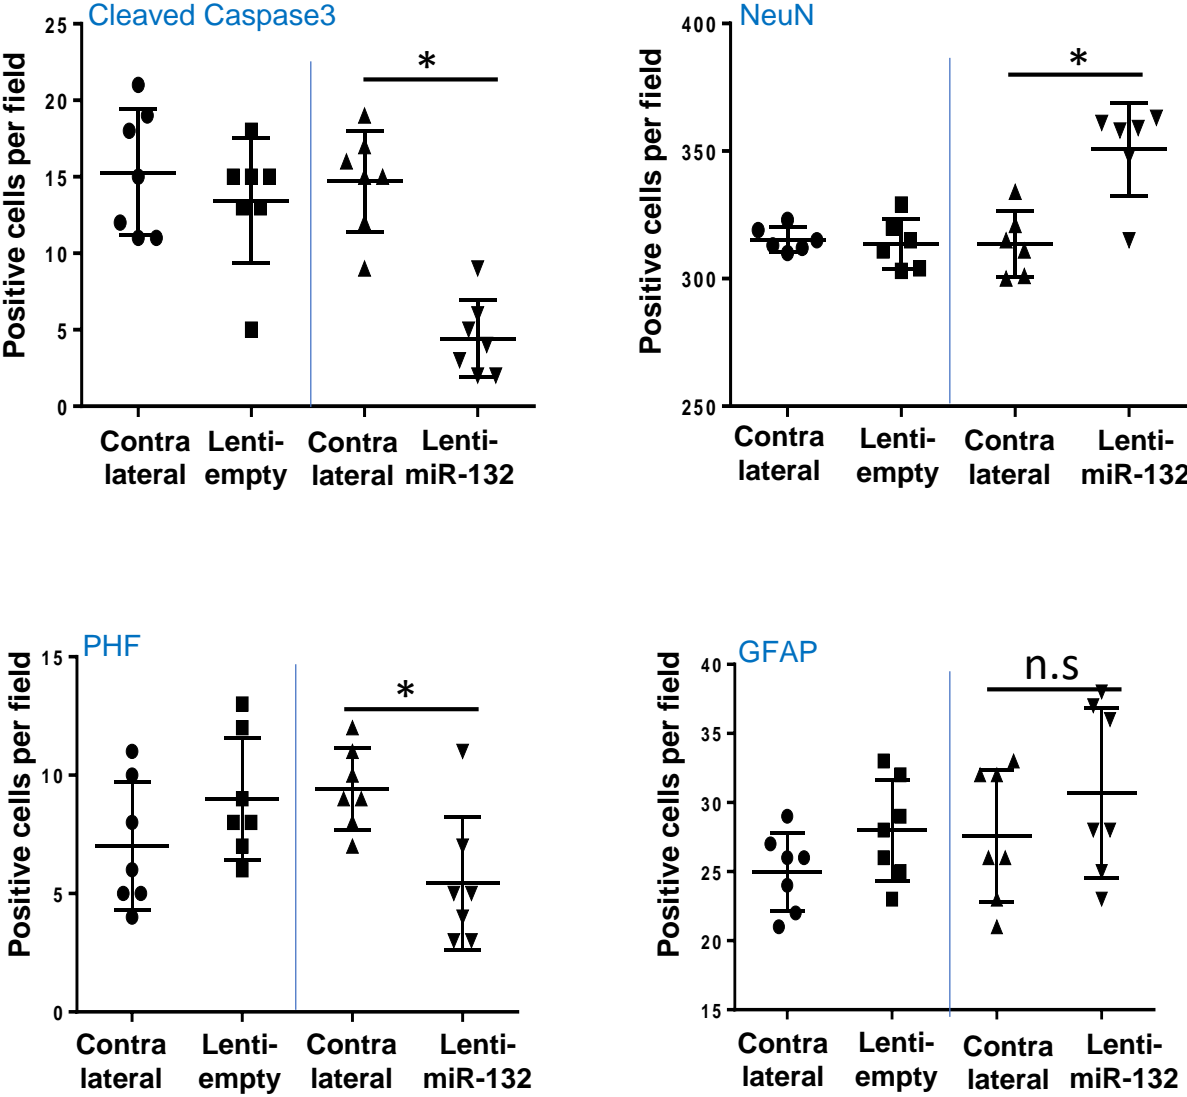 Cleaved Caspase3
Positive cells per field
25
20
15
10
5
0
*
Contra lateral
Lenti-empty
Contra lateral
Lenti-miR-132
NeuN
Positive cells per field
400
350
300
250
*
Contra lateral
Lenti-empty
Contra lateral
Lenti-miR-132
PHF
Positive cells per field
15
10
5
0
*
Contra lateral
Lenti-empty
Contra lateral
Lenti-miR-132
GFAP
Positive cells per field
40
35
30
25
20
15
n.s
Contra lateral
Lenti-empty
Contra lateral
Lenti-miR-132